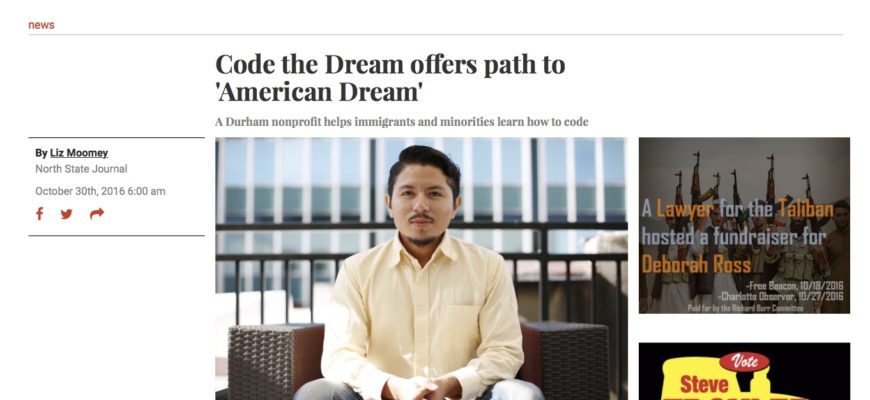 news
Code the Dream offers path to
'American Dream'
A Durham nonprofit helps immigrants and minorities learn how to code
By Liz Moomey
North State Journal
October 30th, 2016 6:00 am
A Lawyer for the Taliban
hosted a fundraiser for
Deborah Ross
-Free Beacon, 10/18/2016
-Charlotte Observer, 10/27/2016
Paid for by the Richard Burr Committee
Vote
Steve